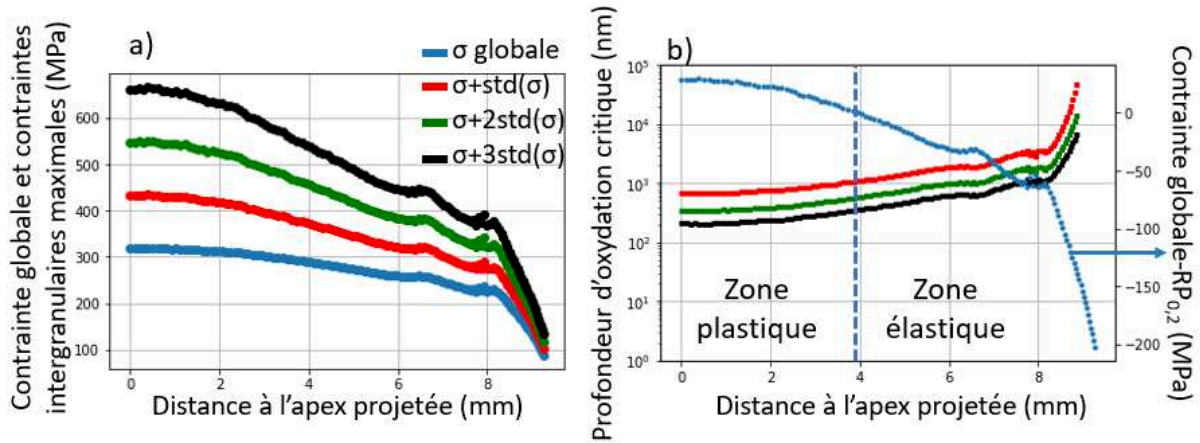 a)
Contrainte globale et contraintes
intergranulaires maximales (MPa)
600
500
400
300
200
100
0
2
4
6
8
Distance à l'apex projetée (mm)
σ globale
σ+std(σ)
σ+2std(σ)
σ+3std(σ)
b)
Profondeur d'oxydation critique (nm)
10⁵
10⁴
10³
10²
10¹
10⁰
Zone
plastique
Zone
élastique
0
2
4
6
8
Distance à l'apex projetée (mm)
0
−50
−100
−150
−200
Contrainte globale-RP₀,₂ (MPa)